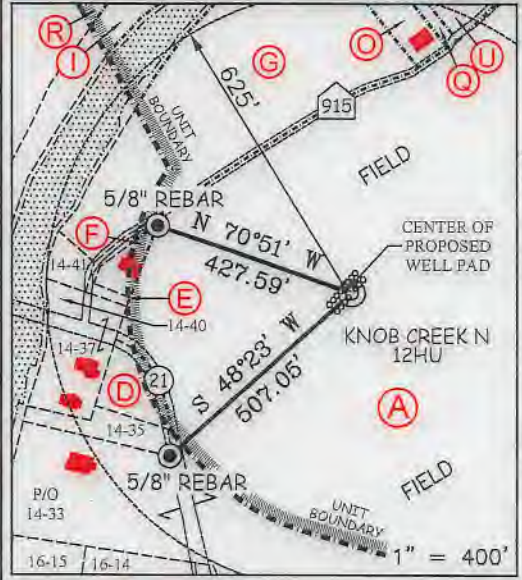 R
I
G
O
Q
U
625'
915
UNIT
BOUNDARY
FIELD
5/8" REBAR
N 70°51' W
427.59'
CENTER OF
PROPOSED
WELL PAD
F
14-41
E
14-40
KNOB CREEK N
12HU
14-37
D
21
S 48°23' W
507.05'
A
14-35
5/8" REBAR
FIELD
P/O
14-33
UNIT
BOUNDARY
16-15
16-14
1" = 400'